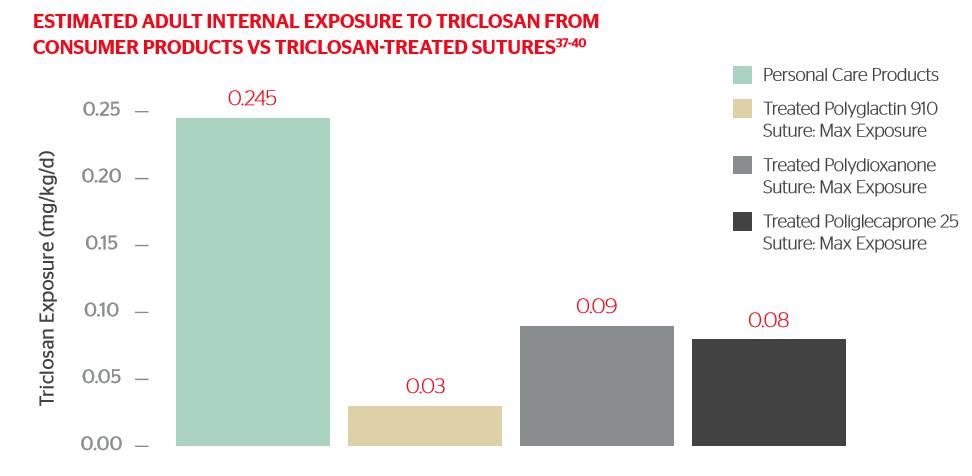 ESTIMATED ADULT INTERNAL EXPOSURE TO TRICLOSAN FROM
CONSUMER PRODUCTS VS TRICLOSAN-TREATED SUTURES37-40
Personal Care Products
Treated Polyglactin 910
Suture: Max Exposure
Treated Polydioxanone
Suture: Max Exposure
Treated Poliglecaprone 25
Suture: Max Exposure
Triclosan Exposure (mg/kg/d)
0.25
0.20
0.15
0.10
0.05
0.00
0.245
0.03
0.09
0.08